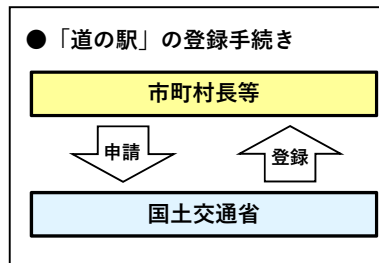 ●「道の駅」の登録手続き
市町村長等
申請
登録
国土交通省